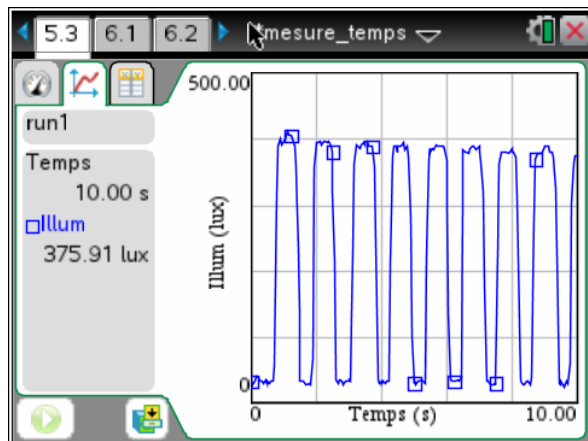 5.3 6.1 6.2 *mesure_temps
run1
Temps
10.00 s
Illum
375.91 lux
500.00
Illum (lux)
0
0 Temps (s) 10.00